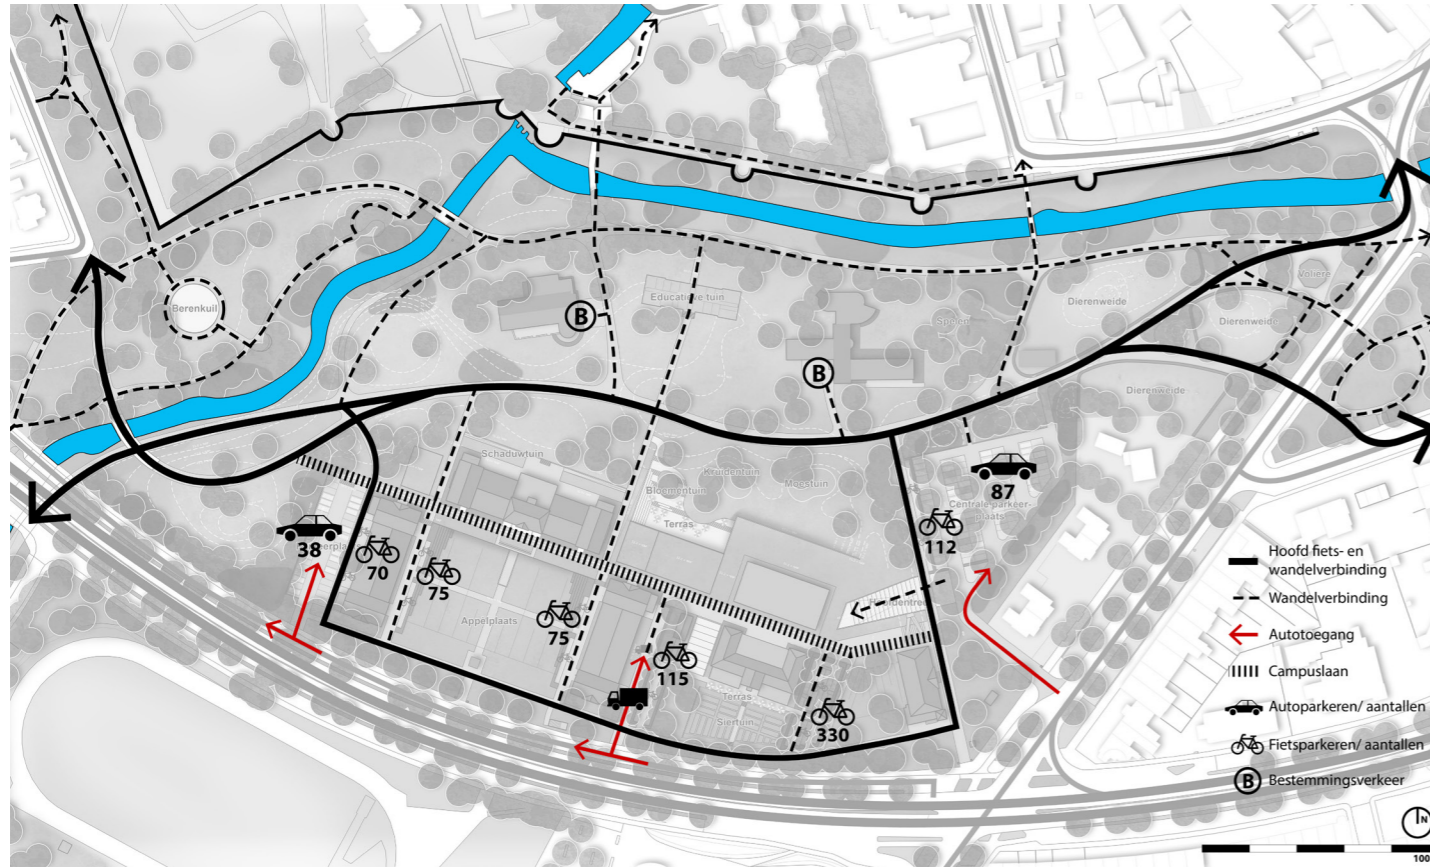 Berenkuil
Educatieve tuin
B
Dierenweide
Volière
Dierenweide
Spelen
B
Dierenweide
Schaduwtuin
Kruidentuin
Bloementuin
Moestuin
Terras
87
Centrale parkeer-
plaats
112
38
70
75
Appelplaats
75
115
Terras
Siertuin
330
Hoofd fiets- en
wandelverbinding
Wandelverbinding
Autotoegang
Campuslaan
Autoparkeren/ aantallen
Fietsparkeren/ aantallen
B Bestemmingsverkeer
N
100